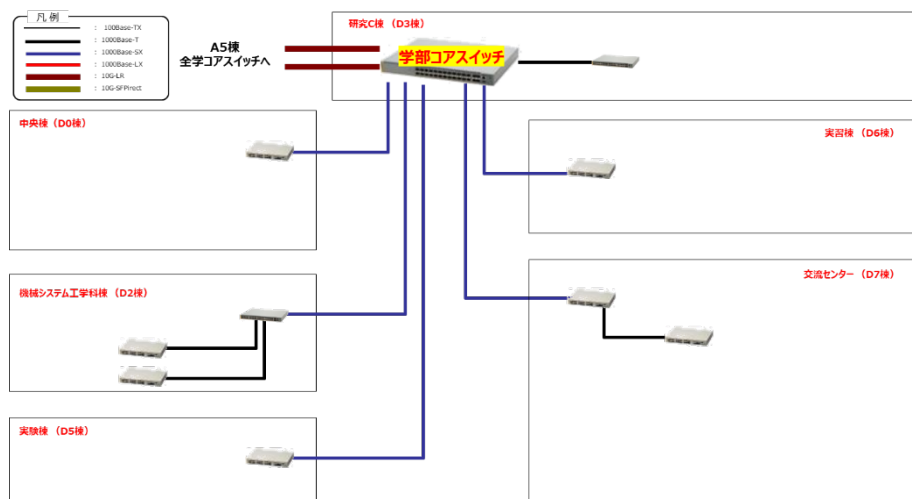 凡 例
： 100Base-TX
： 1000Base-T
： 1000Base-SX
： 1000Base-LX
： 10G-LR
： 10G-SFPirect
A5棟
全学コアスイッチへ
研究C棟（D3棟）
学部コアスイッチ
中央棟（D0棟）
実習棟（D6棟）
機械システム工学科棟（D2棟）
交流センター（D7棟）
実験棟（D5棟）